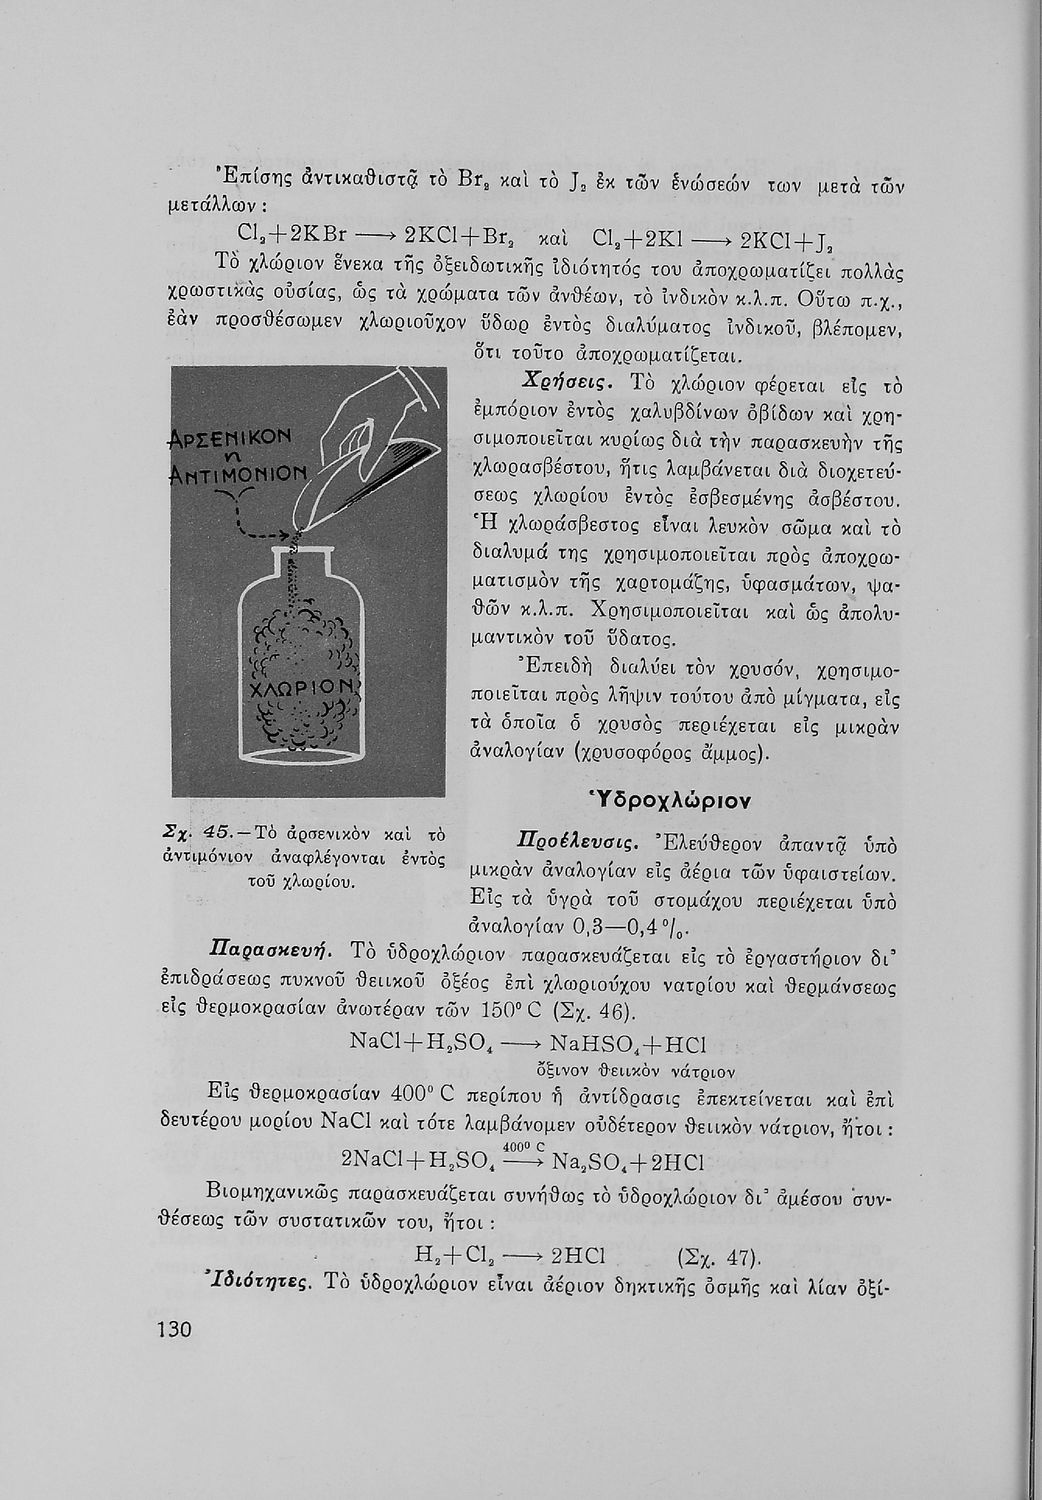 Ἐπίσης ἀντικαθιστᾷ τὸ Br₂ καὶ τὸ J₂ ἐκ τῶν ἑνώσεών των μετὰ τῶν
μετάλλων :
Cl₂+2KBr ⟶ 2KCl+Br₂ καὶ Cl₂+2Kl ⟶ 2KCl+J₂
Τὸ χλώριον ἕνεκα τῆς ὀξειδωτικῆς ἰδιότητός του ἀποχρωματίζει πολλὰς
χρωστικὰς οὐσίας, ὡς τὰ χρώματα τῶν ἀνθέων, τὸ ἰνδικὸν κ.λ.π. Οὕτω π.χ.,
ἐὰν προσθέσωμεν χλωριοῦχον ὕδωρ ἐντὸς διαλύματος ἰνδικοῦ, βλέπομεν,
ὅτι τοῦτο ἀποχρωματίζεται.
Χρήσεις. Τὸ χλώριον φέρεται εἰς τὸ
ἐμπόριον ἐντὸς χαλυβδίνων ὀβίδων καὶ χρη-
σιμοποιεῖται κυρίως διὰ τὴν παρασκευὴν τῆς
χλωρασβέστου, ἥτις λαμβάνεται διὰ διοχετεύ-
σεως χλωρίου ἐντὸς ἐσβεσμένης ἀσβέστου.
Ἡ χλωράσβεστος εἶναι λευκὸν σῶμα καὶ τὸ
διαλυμά της χρησιμοποιεῖται πρὸς ἀποχρω-
ματισμὸν τῆς χαρτομάζης, ὑφασμάτων, ψα-
θῶν κ.λ.π. Χρησιμοποιεῖται καὶ ὡς ἀπολυ-
μαντικὸν τοῦ ὕδατος.
Ἐπειδὴ διαλύει τὸν χρυσόν, χρησιμο-
ποιεῖται πρὸς λῆψιν τούτου ἀπὸ μίγματα, εἰς
τὰ ὁποῖα ὁ χρυσὸς περιέχεται εἰς μικρὰν
ἀναλογίαν (χρυσοφόρος ἄμμος).
ΑΡΣΕΝΙΚΟΝ
η
ΑΝΤΙΜΟΝΙΟΝ
ΧΛΩΡΙΟΝ
Σχ. 45.—Τὸ ἀρσενικὸν καὶ τὸ
ἀντιμόνιον ἀναφλέγονται ἐντὸς
τοῦ χλωρίου.
Ὑδροχλώριον
Προέλευσις. Ἐλεύθερον ἀπαντᾷ ὑπὸ
μικρὰν ἀναλογίαν εἰς ἀέρια τῶν ὑφαιστείων.
Εἰς τὰ ὑγρὰ τοῦ στομάχου περιέχεται ὑπὸ
ἀναλογίαν 0,3—0,4 %.
Παρασκευή. Τὸ ὑδροχλώριον παρασκευάζεται εἰς τὸ ἐργαστήριον δι᾽
ἐπιδράσεως πυκνοῦ θειικοῦ ὀξέος ἐπὶ χλωριούχου νατρίου καὶ θερμάνσεως
εἰς θερμοκρασίαν ἀνωτέραν τῶν 150° C (Σχ. 46).
NaCl+H₂SO₄ ⟶ NaHSO₄+HCl
ὄξινον θειικὸν νάτριον
Εἰς θερμοκρασίαν 400° C περίπου ἡ ἀντίδρασις ἐπεκτείνεται καὶ ἐπὶ
δευτέρου μορίου NaCl καὶ τότε λαμβάνομεν οὐδέτερον θειικὸν νάτριον, ἤτοι :
2NaCl+H₂SO₄ 400° C ⟶ Na₂SO₄+2HCl
Βιομηχανικῶς παρασκευάζεται συνήθως τὸ ὑδροχλώριον δι᾽ ἀμέσου συν-
θέσεως τῶν συστατικῶν του, ἤτοι :
H₂+Cl₂ ⟶ 2HCl (Σχ. 47).
Ἰδιότητες. Τὸ ὑδροχλώριον εἶναι ἀέριον δηκτικῆς ὀσμῆς καὶ λίαν ὀξί-
130